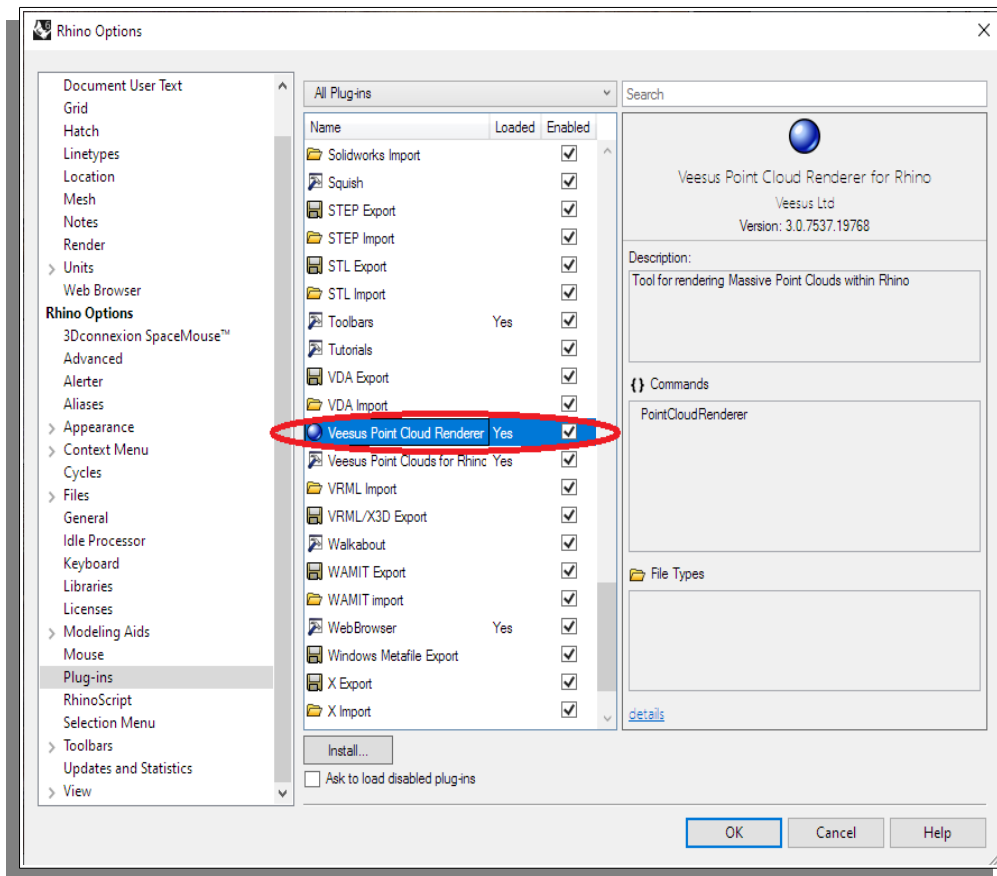 6
Rhino Options
Document User Text
Grid
Hatch
Linetypes
Location
Mesh
Notes
Render
Units
Web Browser
Rhino Options
3Dconnexion SpaceMouse™
Advanced
Alerter
Aliases
Appearance
Context Menu
Cycles
Files
General
Idle Processor
Keyboard
Libraries
Licenses
Modeling Aids
Mouse
Plug-ins
RhinoScript
Selection Menu
Toolbars
Updates and Statistics
View
All Plug-ins
Name Loaded Enabled
Solidworks Import
Squish
STEP Export
STEP Import
STL Export
STL Import
Toolbars Yes
Tutorials
VDA Export
VDA Import
Veesus Point Cloud Renderer Yes
Veesus Point Clouds for Rhinc Yes
VRML Import
VRML/X3D Export
Walkabout
WAMIT Export
WAMIT import
WebBrowser Yes
Windows Metafile Export
X Export
X Import
Install...
Ask to load disabled plug-ins
Search
Veesus Point Cloud Renderer for Rhino
Veesus Ltd
Version: 3.0.7537.19768
Description:
Tool for rendering Massive Point Clouds within Rhino
{} Commands
PointCloudRenderer
File Types
details
OK Cancel Help